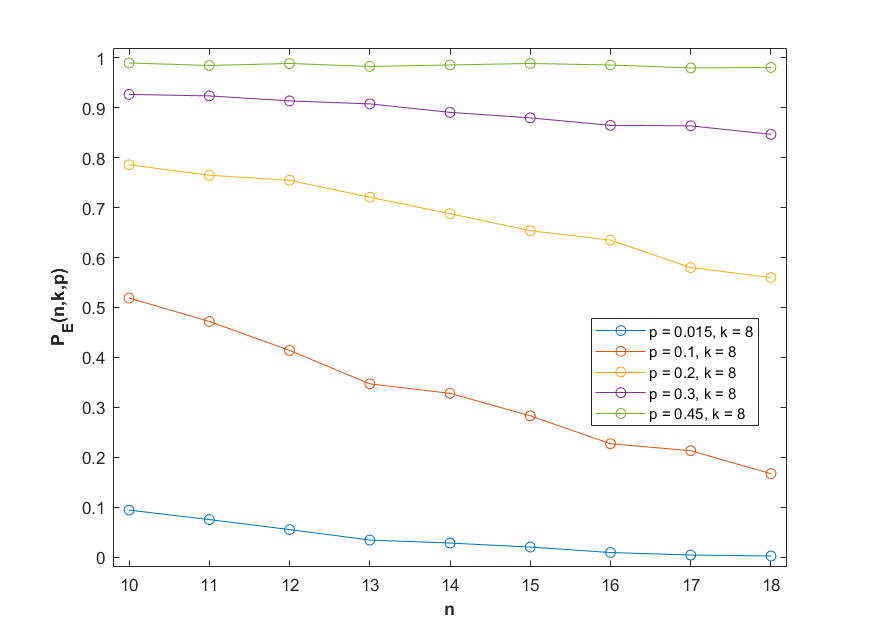 1
0.9
0.8
0.7
0.6
0.5
0.4
0.3
0.2
0.1
0
P_E(n,k,p)
p = 0.015, k = 8
p = 0.1, k = 8
p = 0.2, k = 8
p = 0.3, k = 8
p = 0.45, k = 8
10 11 12 13 14 15 16 17 18
n